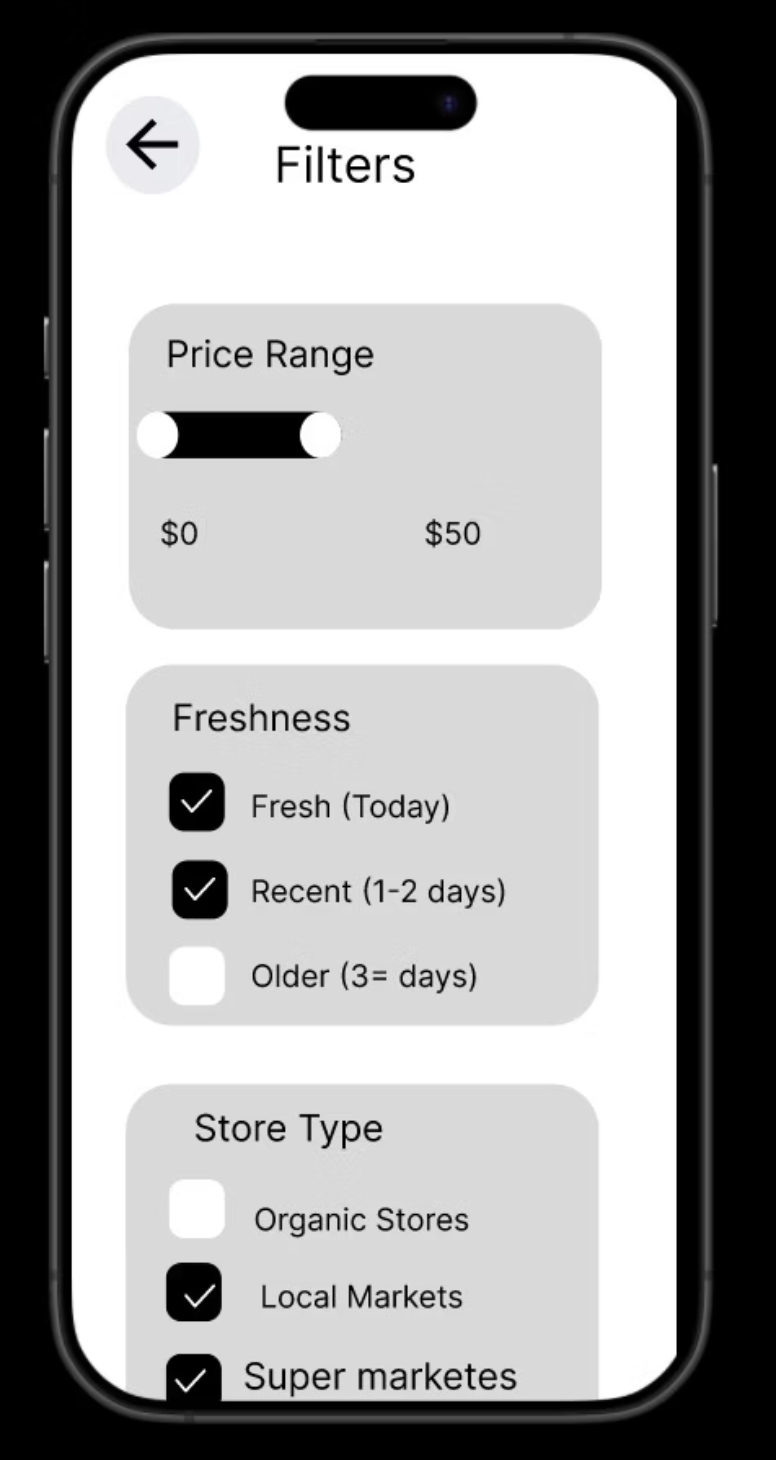 Filters
Price Range
$0 $50
Freshness
Fresh (Today)
Recent (1-2 days)
Older (3= days)
Store Type
Organic Stores
Local Markets
Super marketes